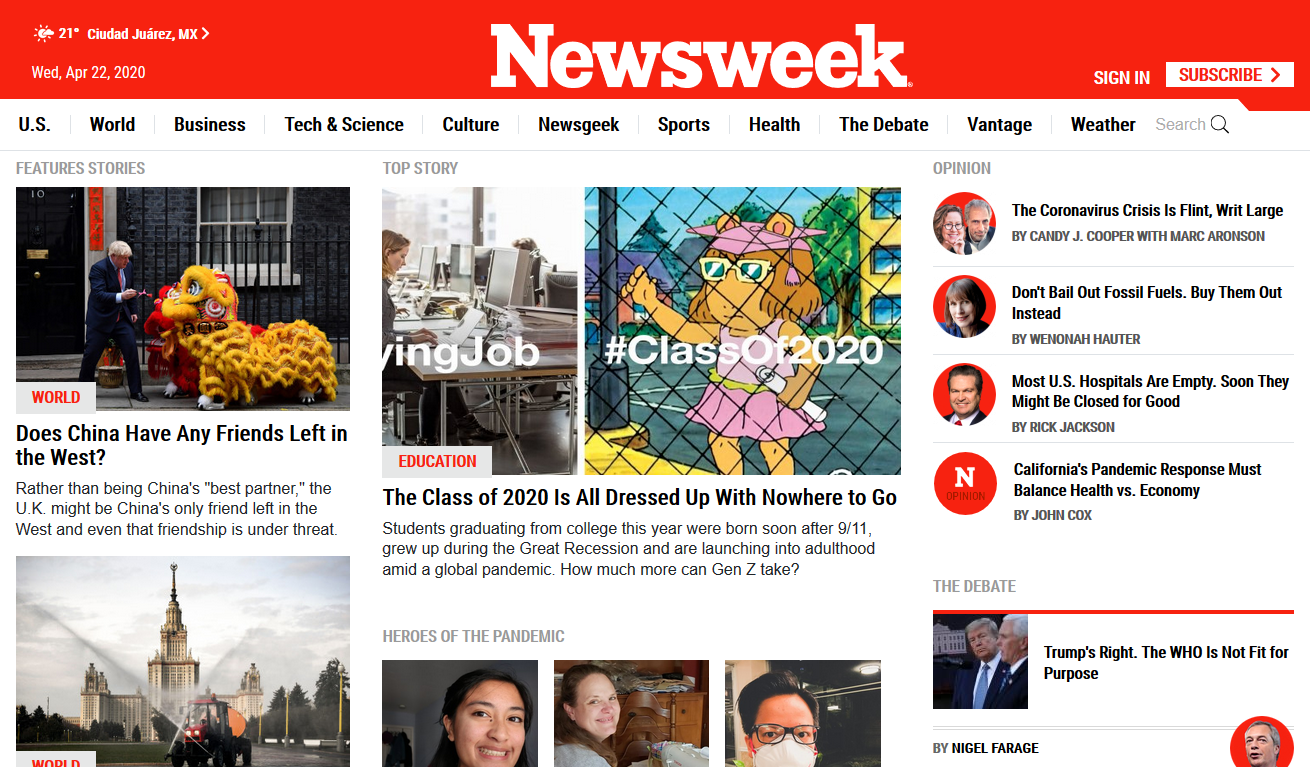 21° Ciudad Juárez, MX
Wed, Apr 22, 2020
Newsweek
SIGN IN
SUBSCRIBE
U.S.
World
Business
Tech & Science
Culture
Newsgeek
Sports
Health
The Debate
Vantage
Weather
Search
FEATURES STORIES
10
WORLD
Does China Have Any Friends Left in
the West?
Rather than being China's "best partner," the
U.K. might be China's only friend left in the
West and even that friendship is under threat.
WORLD
TOP STORY
yingJob
#ClassOf2020
EDUCATION
The Class of 2020 Is All Dressed Up With Nowhere to Go
Students graduating from college this year were born soon after 9/11,
grew up during the Great Recession and are launching into adulthood
amid a global pandemic. How much more can Gen Z take?
HEROES OF THE PANDEMIC
OPINION
The Coronavirus Crisis Is Flint, Writ Large
BY CANDY J. COOPER WITH MARC ARONSON
Don't Bail Out Fossil Fuels. Buy Them Out
Instead
BY WENONAH HAUTER
Most U.S. Hospitals Are Empty. Soon They
Might Be Closed for Good
BY RICK JACKSON
N
OPINION
California's Pandemic Response Must
Balance Health vs. Economy
BY JOHN COX
THE DEBATE
Trump's Right. The WHO Is Not Fit for
Purpose
BY NIGEL FARAGE